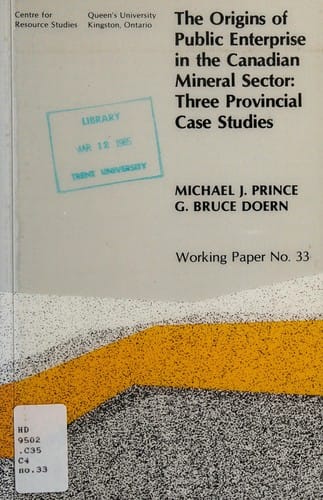 Centre for
Resource Studies
Queen's University
Kingston, Ontario
The Origins of
Public Enterprise
in the Canadian
Mineral Sector:
Three Provincial
Case Studies
LIBRARY
MAR 12 1985
TRENT UNIVERSITY
MICHAEL J. PRINCE
G. BRUCE DOERN
Working Paper No. 33
HD
9502
.C35
C4
no.33